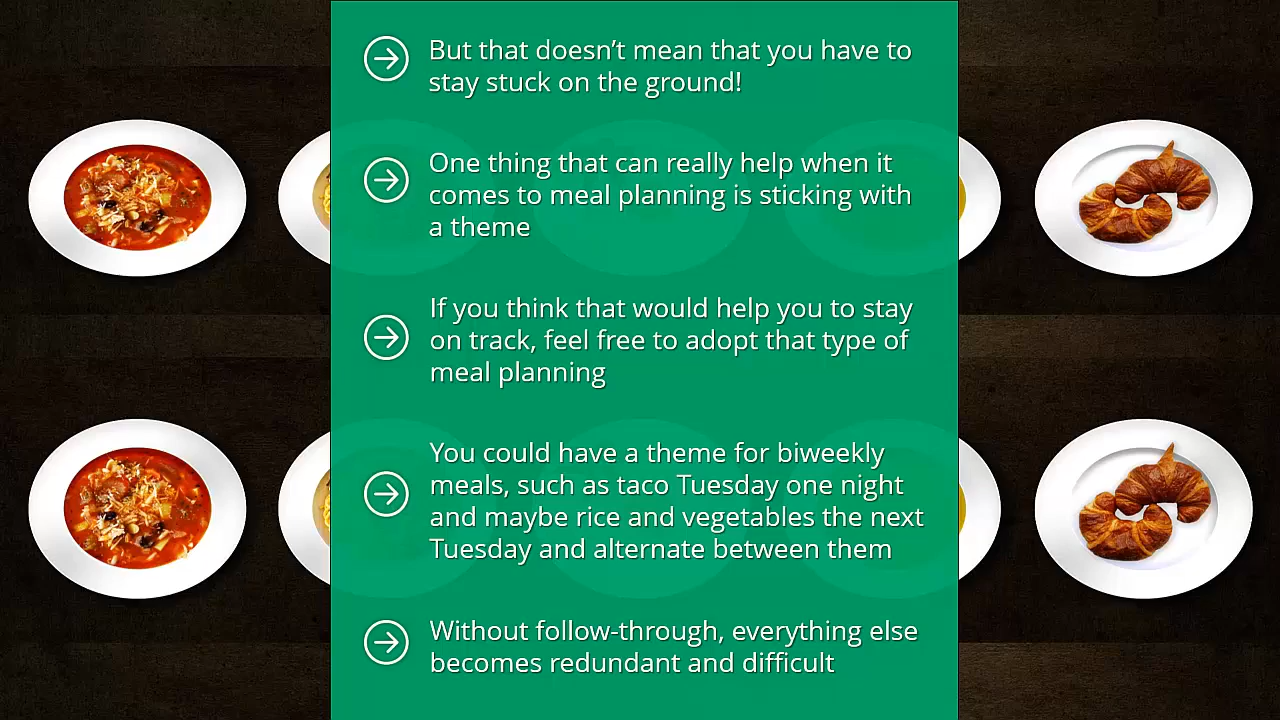 But that doesn’t mean that you have to
stay stuck on the ground!
One thing that can really help when it
comes to meal planning is sticking with
a theme
If you think that would help you to stay
on track, feel free to adopt that type of
meal planning
You could have a theme for biweekly
meals, such as taco Tuesday one night
and maybe rice and vegetables the next
Tuesday and alternate between them
Without follow-through, everything else
becomes redundant and difficult